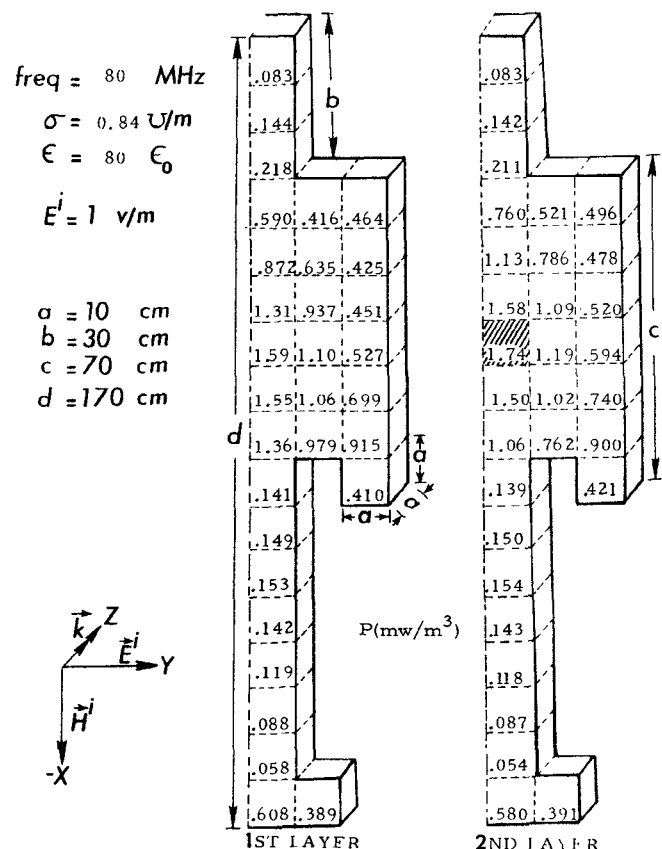 freq = 80 MHz
σ = 0.84 ℧/m
ϵ = 80 ϵ0
E^i = 1 v/m
a = 10 cm
b = 30 cm
c = 70 cm
d = 170 cm
b
d
.083
.144
.218
.590 .416 .464
.872 .635 .425
1.31 .937 .451
1.59 1.10 .527
1.55 1.06 .699
1.36 .979 .915
.141 .410
.149
.153
.142
.119
.088
.058
.608 .389
a
a
a
1ST LAYER
.083
.142
.211
.760 .521 .496
1.13 .786 .478
1.58 1.09 .520
1.74 1.19 .594
1.50 1.02 .740
1.06 .762 .900
.139 .421
.150
.154
.143
.118
.087
.054
.580 .391
c
2ND LAYER
P(mw/m^3)
Z
k
E^i
Y
H^i
-X